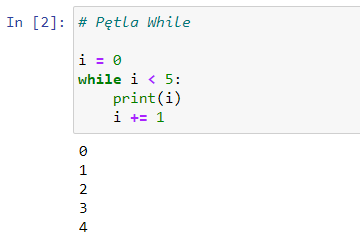 In [2]: # Pętla While
i = 0
while i < 5:
    print(i)
    i += 1
0
1
2
3
4